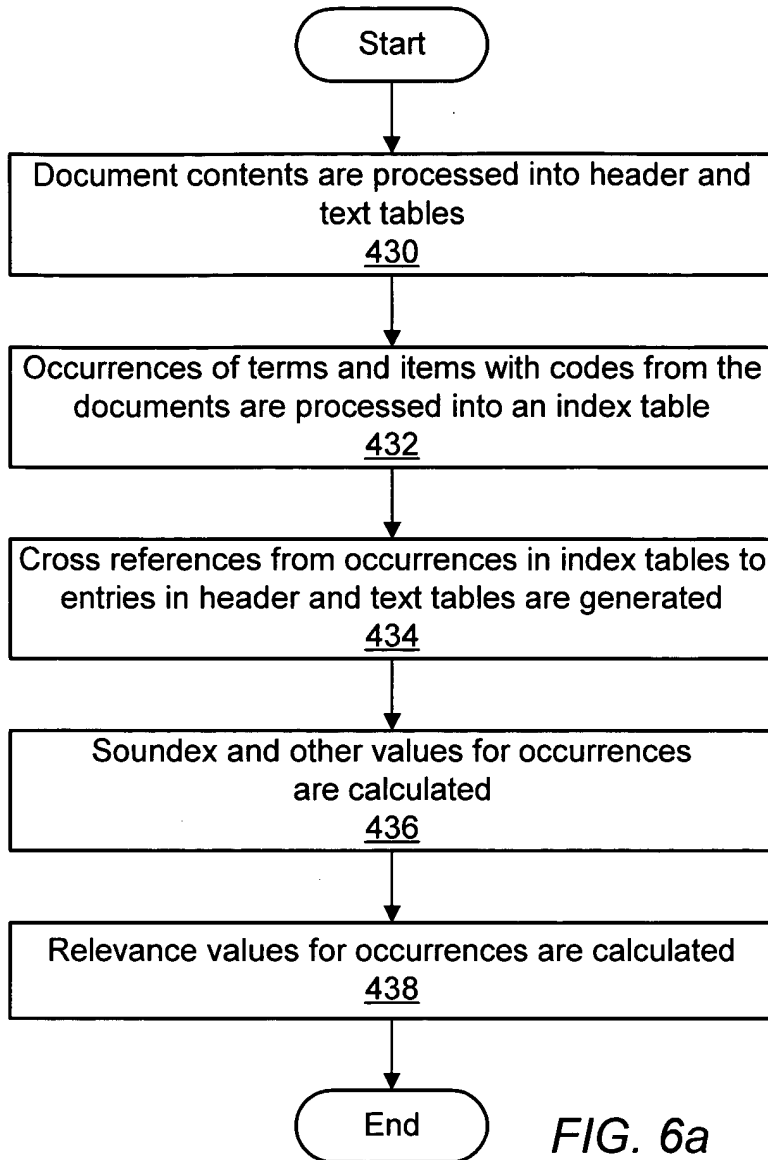 Start
Document contents are processed into header and
text tables
430
Occurrences of terms and items with codes from the
documents are processed into an index table
432
Cross references from occurrences in index tables to
entries in header and text tables are generated
434
Soundex and other values for occurrences
are calculated
436
Relevance values for occurrences are calculated
438
End
FIG. 6a